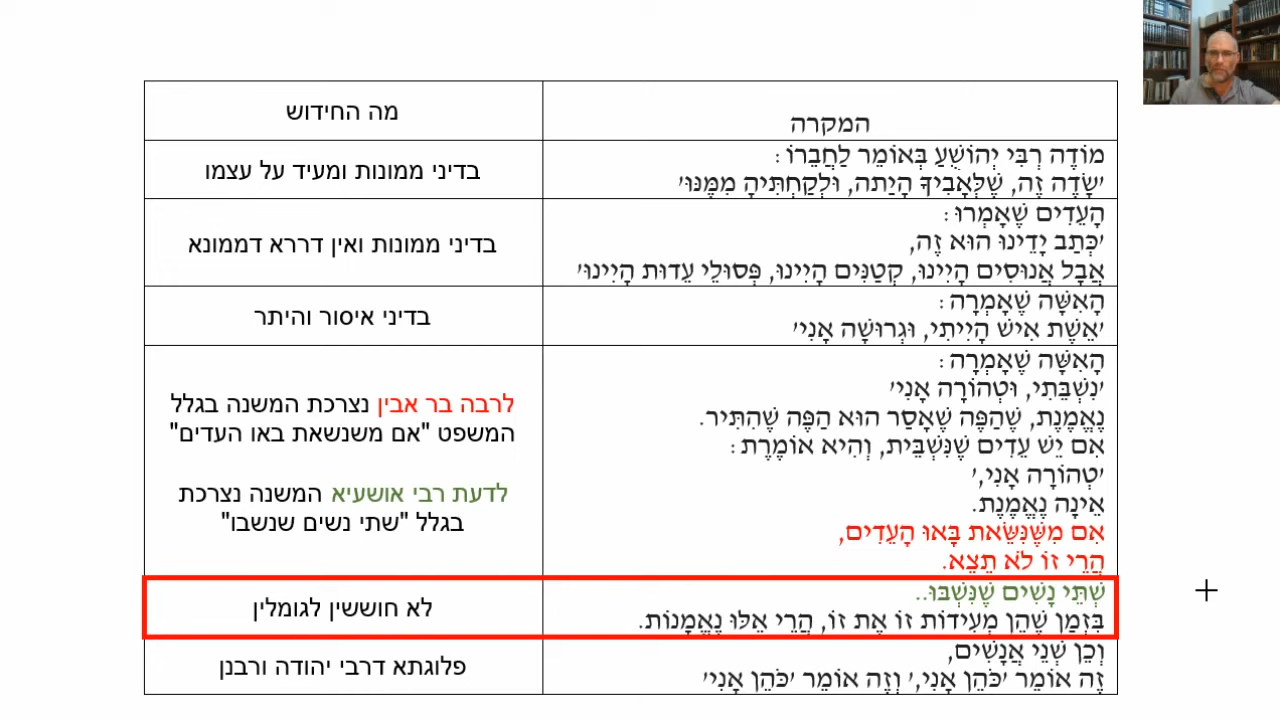 המקרה
מה החידוש
מוֹדֶה רְבִּי יְהוֹשֻׁעַ בְּאוֹמֵר לַחֲבֵרוֹ:
'שָׂדֶה זֶה, שֶׁלְּאָבִיךָ הָיַתה, וּלְקַחְתִּיהָ מִמֶּנּוּ'
בדיני ממונות ומעיד על עצמו
הָעֵדִים שֶׁאָמְרוּ:
'כְּתַב יָדֵינוּ הוּא זֶה,
אֲבָל אֲנוּסִים הָיִינוּ, קְטַנִּים הָיִינוּ, פְּסוּלֵי עֵדוּת הָיִינוּ'
בדיני ממונות ואין דררא דממונא
הָאִשָּׁה שֶׁאָמְרָה:
'אֵשֶׁת אִישׁ הָיִיתִי, וּגְרוּשָׁה אָנִי'
בדיני איסור והיתר
הָאִשָּׁה שֶׁאָמְרָה:
'נִשְׁבֵּתִי, וּטְהוֹרָה אָנִי'
נֶאֱמֶנֶת, שֶׁהַפֶּה שֶׁאָסַר הוּא הַפֶּה שֶׁהִתִּיר.
אִם יֵשׁ עֵדִים שֶׁנִּשְׁבֵּית, וְהִיא אוֹמֶרֶת:
'טְהוֹרָה אָנִי,'
אֵינָה נֶאֱמֶנֶת.
אִם מִשֶּׁנִּשֵּׂאת בָּאוּ הָעֵדִים,
הֲרֵי זוֹ לֹא תֵצֵא.
לרבה בר אבין נצרכת המשנה בגלל
המשפט "אם משנשאת באו העדים"
לדעת רבי אושעיא המשנה נצרכת
בגלל "שתי נשים שנשבו"
שְׁתֵּי נָשִׁים שֶׁנִּשְׁבּוּ..
בִּזְמַן שֶׁהֵן מְעִידוֹת זוֹ אֶת זוֹ, הֲרֵי אֵלּוּ נֶאֱמָנוֹת.
לא חוששין לגומלין
וְכֵן שְׁנֵי אֲנָשִׁים,
זֶה אוֹמֵר 'כֹּהֵן אָנִי,' וְזֶה אוֹמֵר 'כֹּהֵן אָנִי'
פלוגתא דרבי יהודה ורבנן